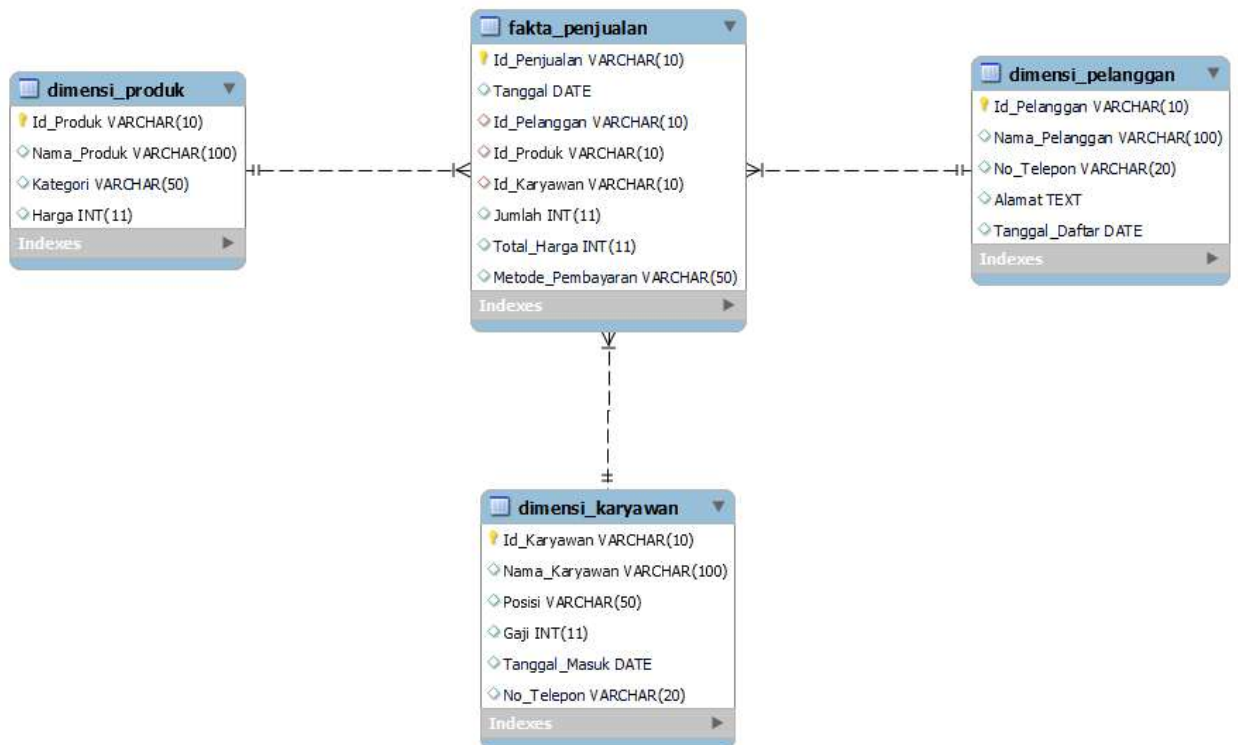 fakta_penjualan
Id_Penjualan VARCHAR(10)
Tanggal DATE
Id_Pelanggan VARCHAR(10)
Id_Produk VARCHAR(10)
Id_Karyawan VARCHAR(10)
Jumlah INT(11)
Total_Harga INT(11)
Metode_Pembayaran VARCHAR(50)
Indexes
dimensi_produk
Id_Produk VARCHAR(10)
Nama_Produk VARCHAR(100)
Kategori VARCHAR(50)
Harga INT(11)
Indexes
dimensi_pelanggan
Id_Pelanggan VARCHAR(10)
Nama_Pelanggan VARCHAR(100)
No_Telepon VARCHAR(20)
Alamat TEXT
Tanggal_Daftar DATE
Indexes
dimensi_karyawan
Id_Karyawan VARCHAR(10)
Nama_Karyawan VARCHAR(100)
Posisi VARCHAR(50)
Gaji INT(11)
Tanggal_Masuk DATE
No_Telepon VARCHAR(20)
Indexes